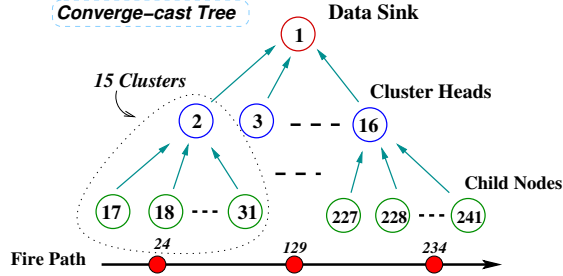 Converge-cast Tree
Data Sink
1
15 Clusters
Cluster Heads
2 3 16
Child Nodes
17 18 31 227 228 241
24 129 234
Fire Path